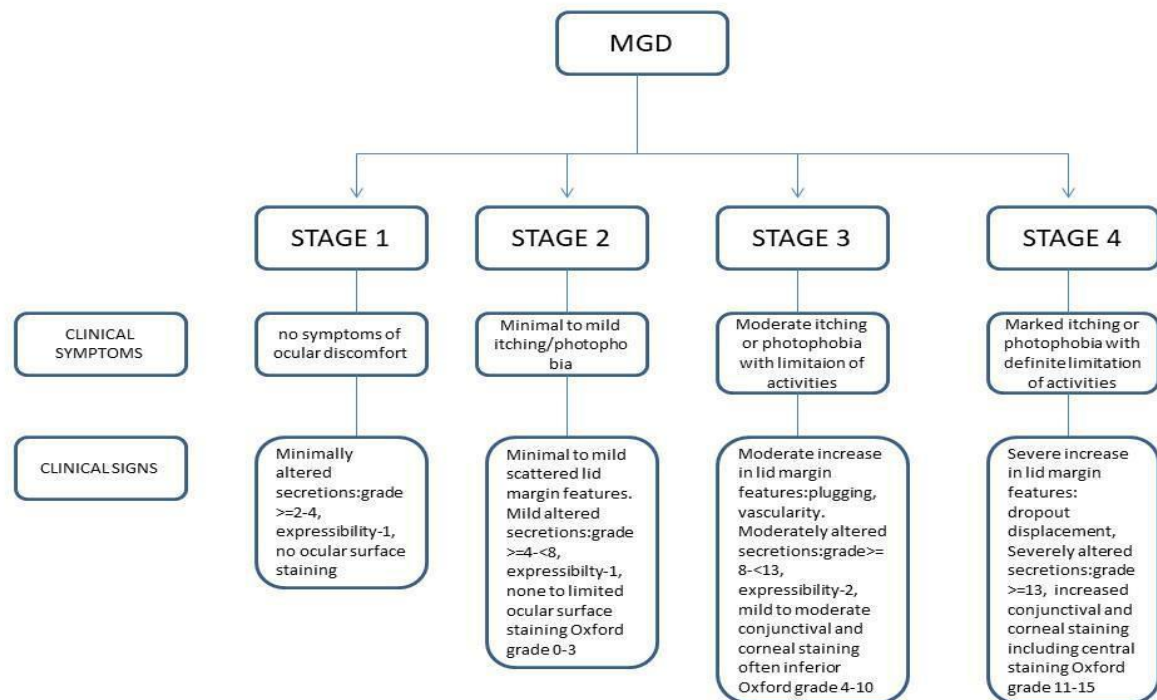 MGD
STAGE 1
STAGE 2
STAGE 3
STAGE 4
CLINICAL
SYMPTOMS
no symptoms of
ocular discomfort
Minimal to mild
itching/photopho
bia
Moderate itching
or photophobia
with limitaion of
activities
Marked itching or
photophobia with
definite limitation
of activities
CLINICAL SIGNS
Minimally
altered
secretions:grade
>=2-4,
expressibility-1,
no ocular surface
staining
Minimal to mild
scattered lid
margin features.
Mild altered
secretions:grade
>=4-<8,
expressibilty-1,
none to limited
ocular surface
staining Oxford
grade 0-3
Moderate increase
in lid margin
features:plugging,
vascularity.
Moderately altered
secretions:grade>=
8-<13,
expressibility-2,
mild to moderate
conjunctival and
corneal staining
often inferior
Oxford grade 4-10
Severe increase
in lid margin
features:
dropout
displacement,
Severely altered
secretions:grade
>=13, increased
conjunctival and
corneal staining
including central
staining Oxford
grade 11-15